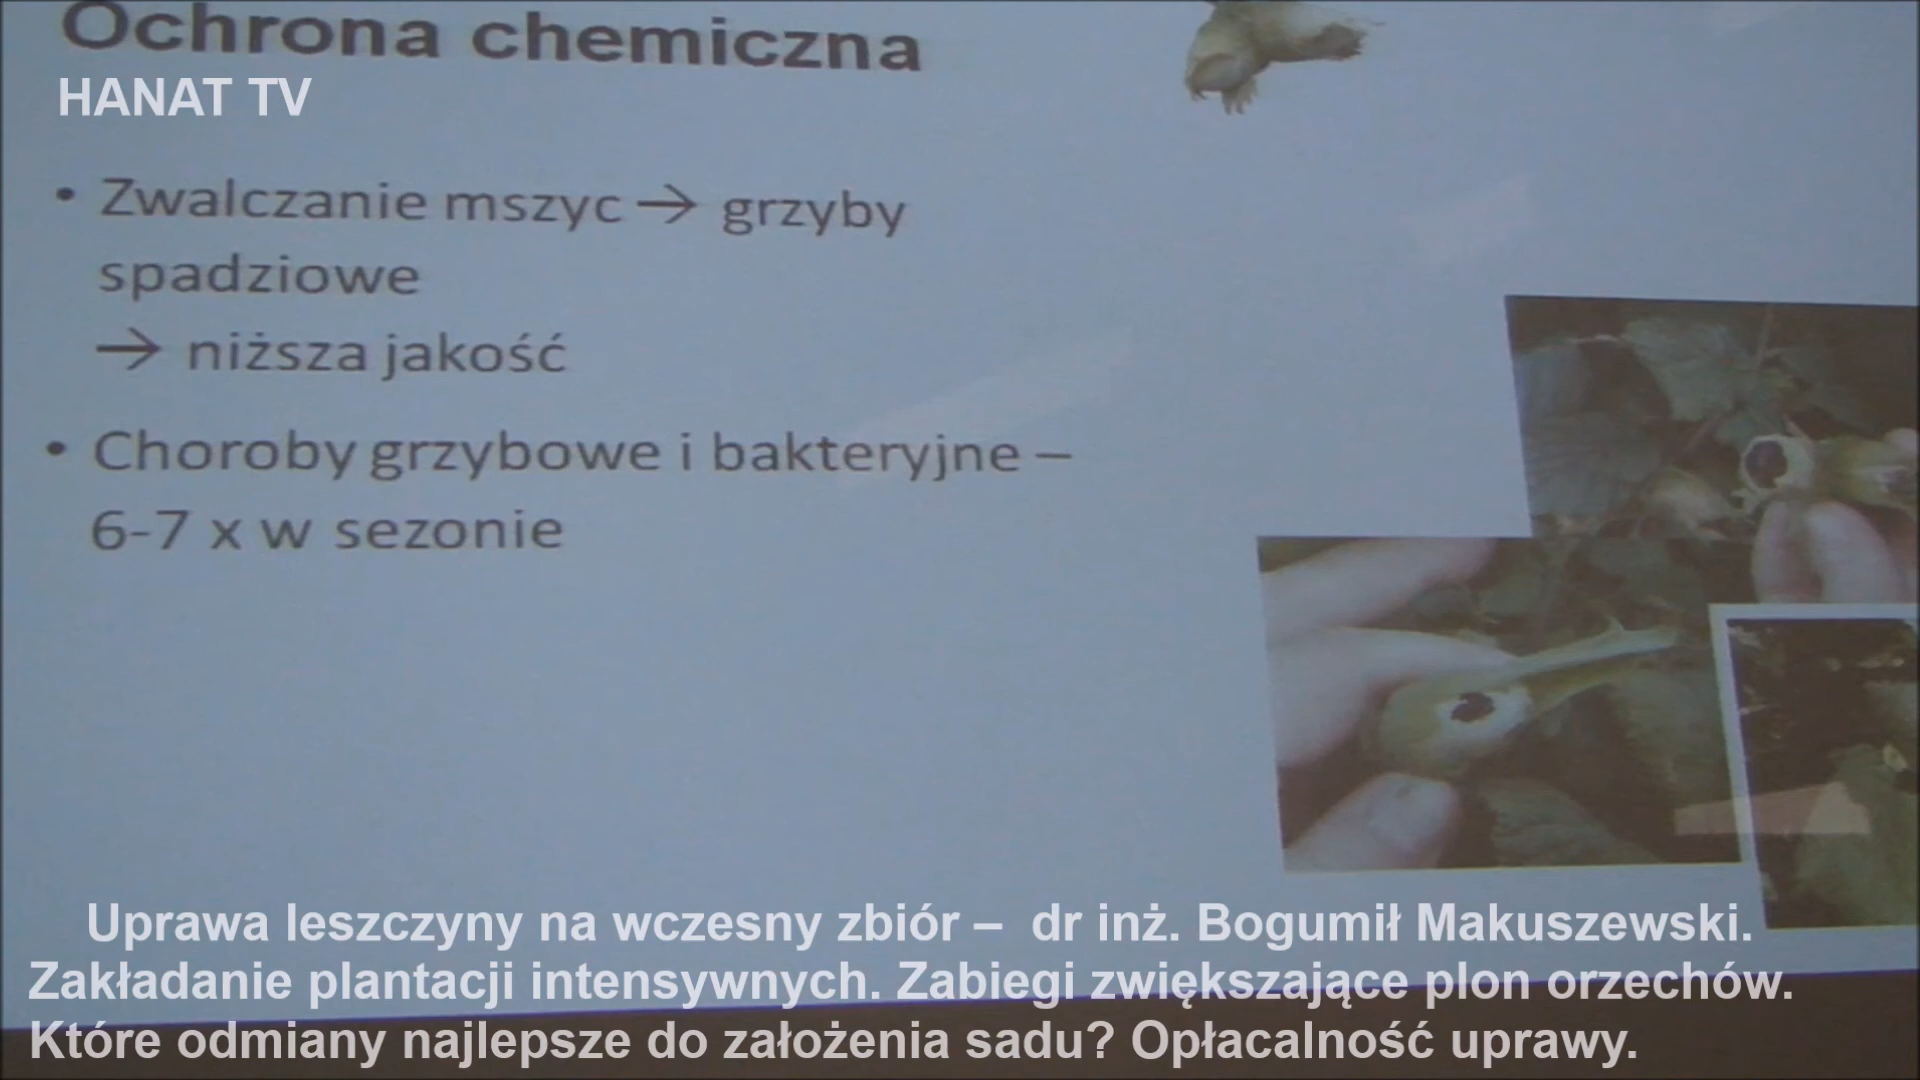 Ochrona chemiczna
HANAT TV
• Zwalczanie mszyc → grzyby
spadziowe
→ niższa jakość
• Choroby grzybowe i bakteryjne –
6-7 x w sezonie
Uprawa leszczyny na wczesny zbiór – dr inż. Bogumił Makuszewski.
Zakładanie plantacji intensywnych. Zabiegi zwiększające plon orzechów.
Które odmiany najlepsze do założenia sadu? Opłacalność uprawy.